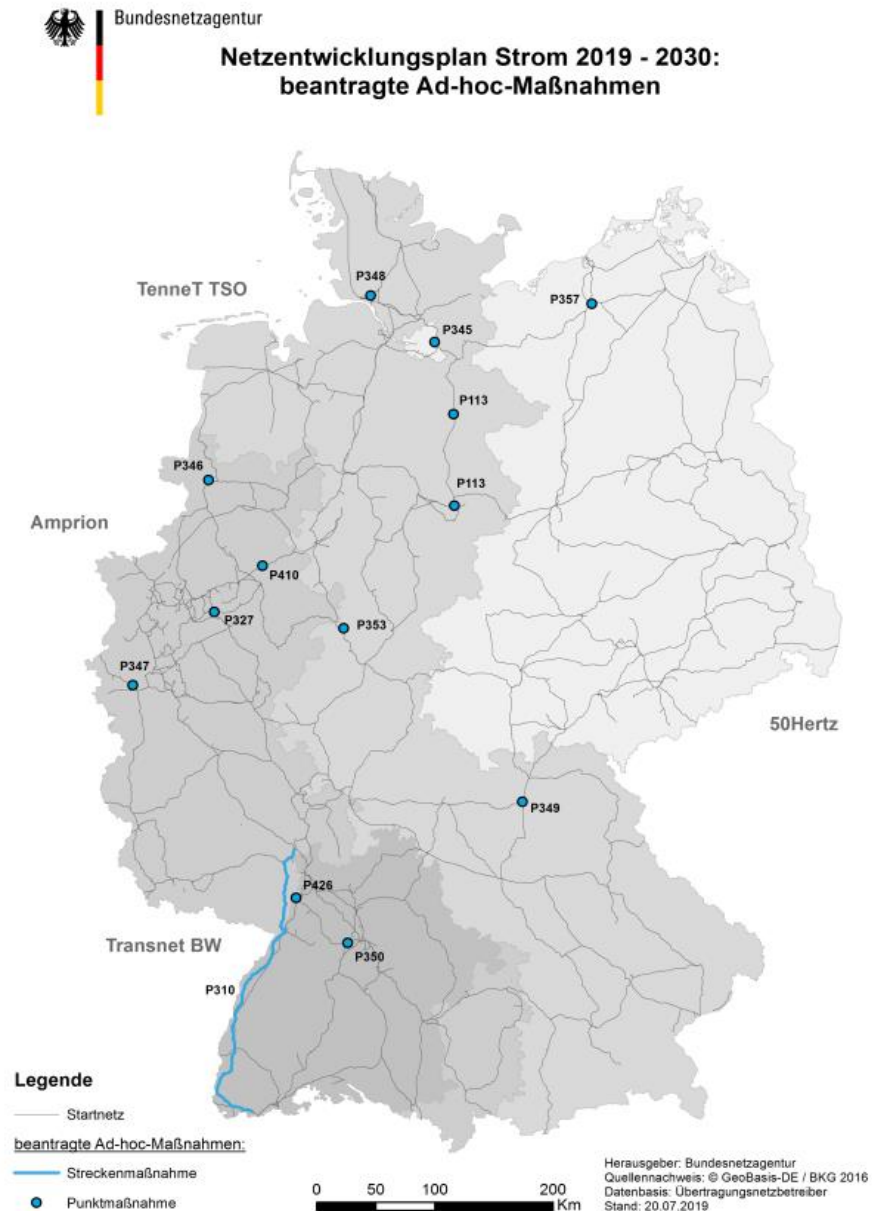 Bundesnetzagentur
Netzentwicklungsplan Strom 2019 - 2030:
beantragte Ad-hoc-Maßnahmen
P348
TenneT TSO
P357
P345
P113
P346
P113
Amprion
P410
P327
P353
P347
50Hertz
P349
P426
Transnet BW
P350
P310
Legende
Startnetz
beantragte Ad-hoc-Maßnahmen:
Streckenmaßnahme
Punktmaßnahme
0 50 100 200
Km
Herausgeber: Bundesnetzagentur
Quellennachweis: © GeoBasis-DE / BKG 2016
Datenbasis: Übertragungsnetzbetreiber
Stand: 20.07.2019